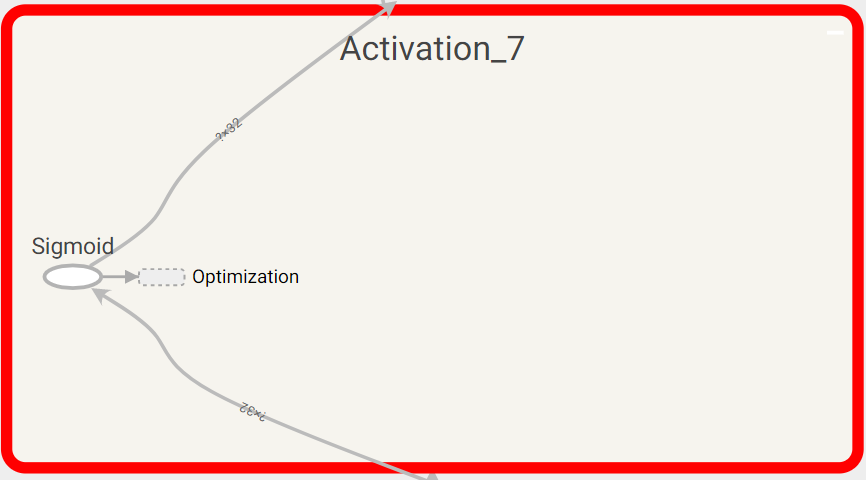 Activation_7
?×32
Sigmoid
Optimization
?×32